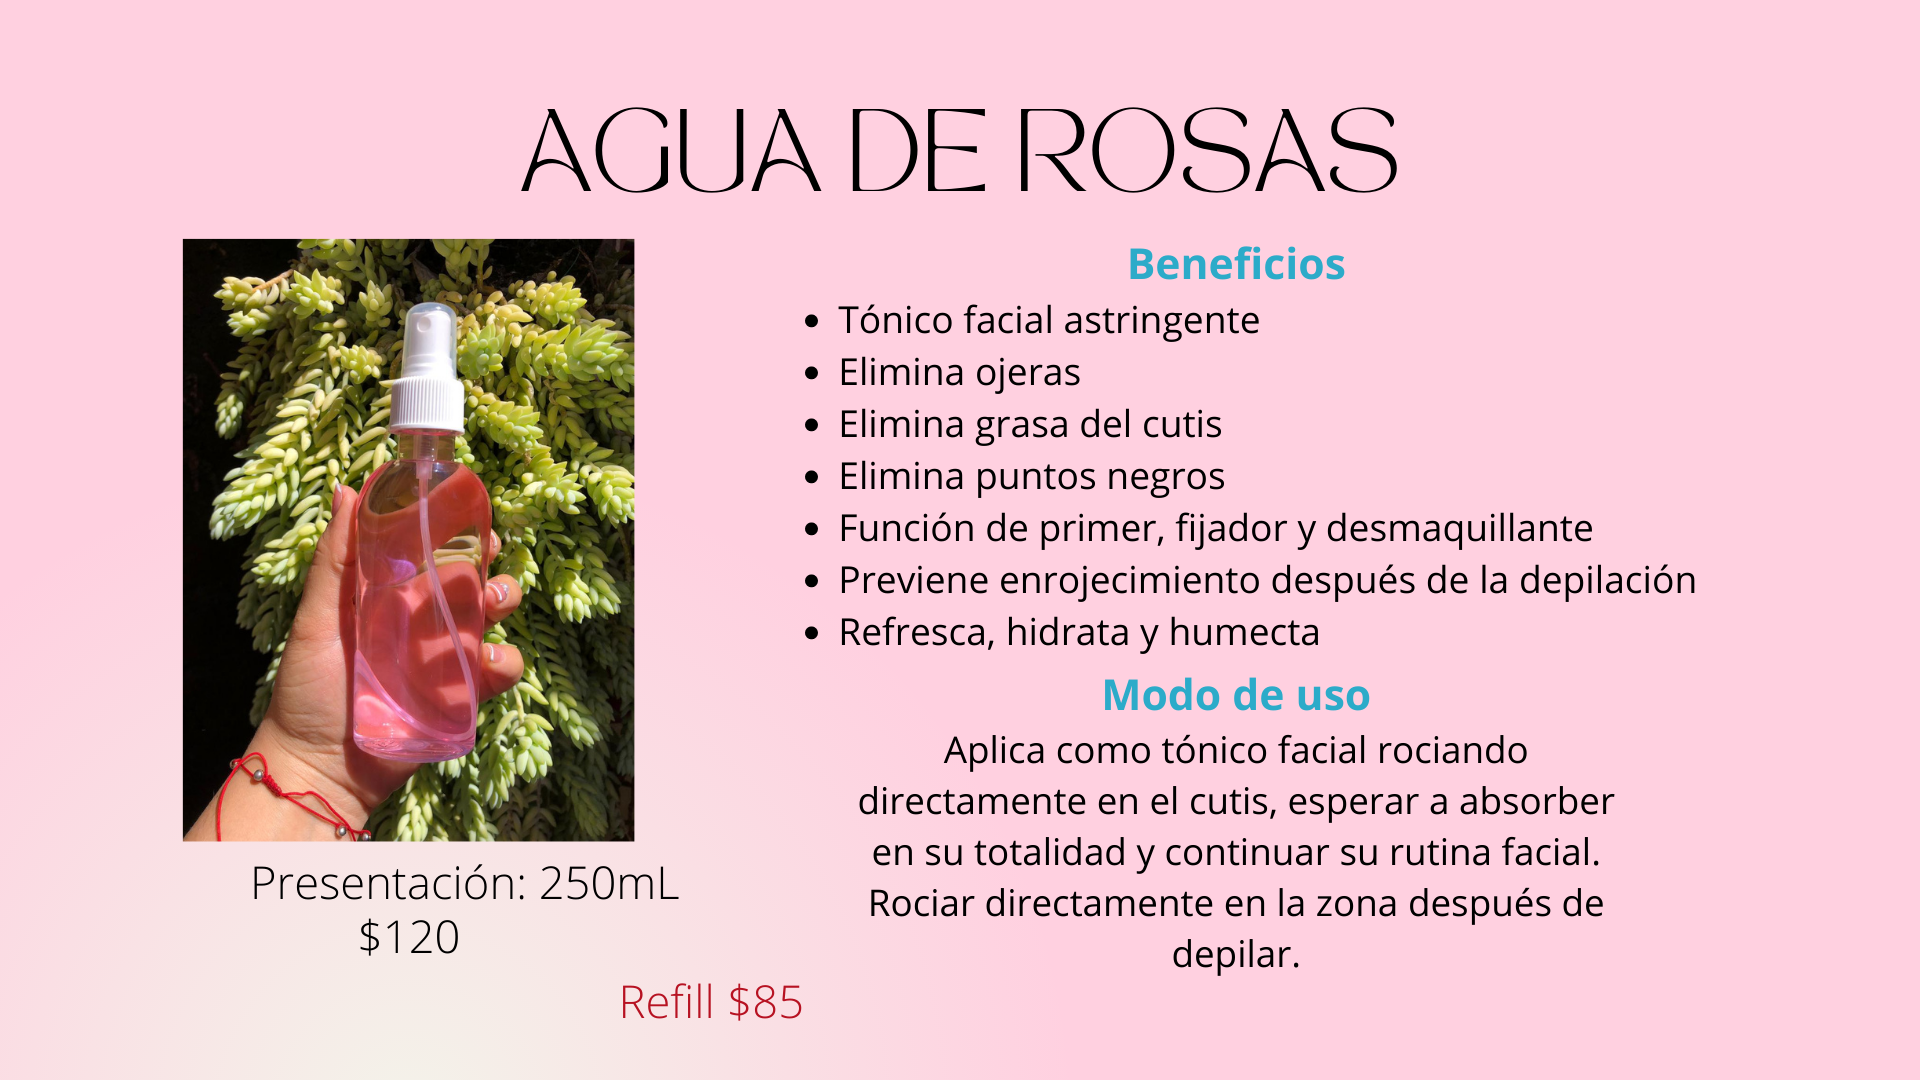 AGUA DE ROSAS
Beneficios
Tónico facial astringente
Elimina ojeras
Elimina grasa del cutis
Elimina puntos negros
Función de primer, fijador y desmaquillante
Previene enrojecimiento después de la depilación
Refresca, hidrata y humecta
Modo de uso
Aplica como tónico facial rociando
directamente en el cutis, esperar a absorber
en su totalidad y continuar su rutina facial.
Rociar directamente en la zona después de
depilar.
Presentación: 250mL
$120
Refill $85